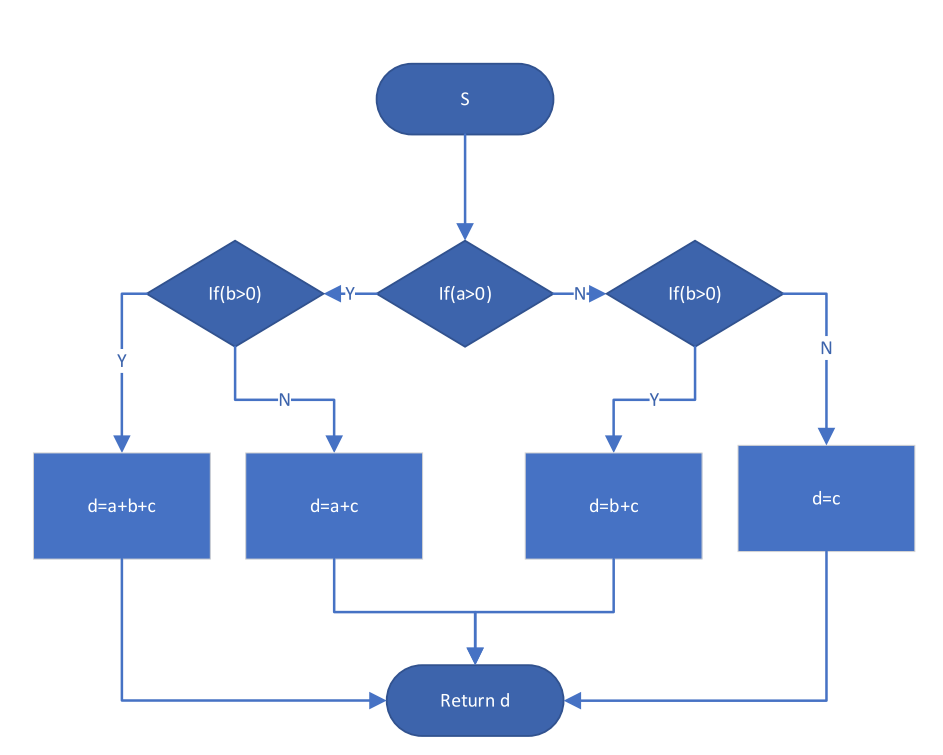 S
If(b>0)
Y
If(a>0)
N
If(b>0)
Y
N
Y
N
d=a+b+c
d=a+c
d=b+c
d=c
Return d